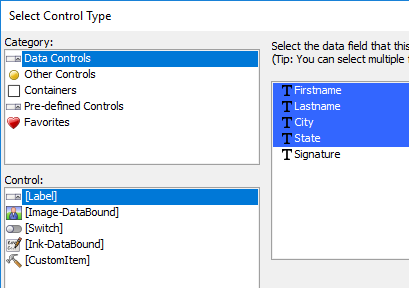 Select Control Type
Category:
Data Controls
Other Controls
Containers
Pre-defined Controls
Favorites
Control:
[Label]
[Image-DataBound]
[Switch]
[Ink-DataBound]
[CustomItem]
Select the data field that this
(Tip: You can select multiple
Firstname
Lastname
City
State
Signature